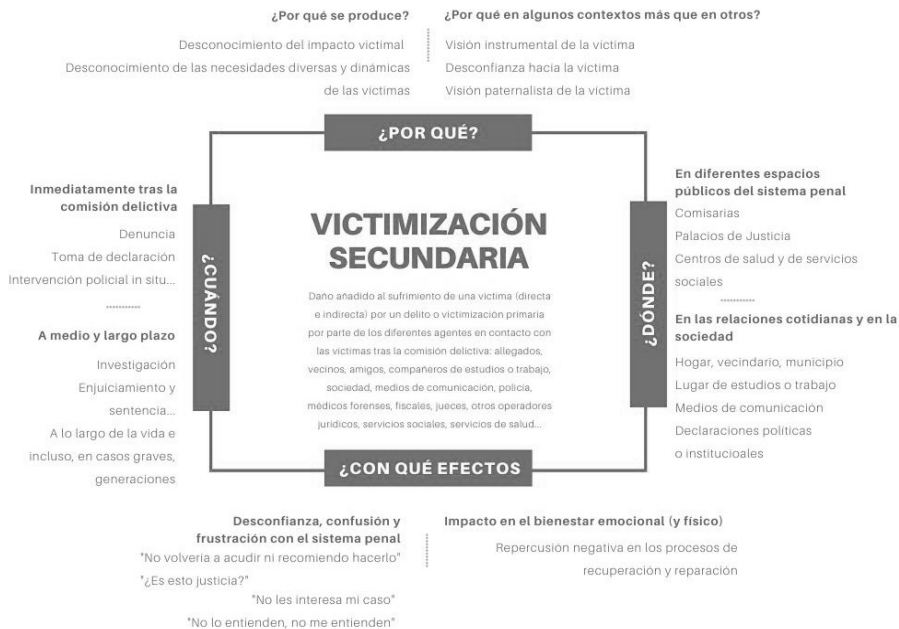 ¿Por qué se produce?
Desconocimiento del impacto victimal
Desconocimiento de las necesidades diversas y dinámicas
de las víctimas
¿Por qué en algunos contextos más que en otros?
Visión instrumental de la víctima
Desconfianza hacia la víctima
Visión paternalista de la víctima
¿POR QUÉ?
Inmediatamente tras la
comisión delictiva
Denuncia
Toma de declaración
Intervención policial in situ...
A medio y largo plazo
Investigación
Enjuiciamiento y
sentencia...
A lo largo de la vida e
incluso, en casos graves,
generaciones
¿CUÁNDO?
VICTIMIZACIÓN
SECUNDARIA
Daño añadido al sufrimiento de una víctima (directa
e indirecta) por un delito o victimización primaria
por parte de los diferentes agentes en contacto con
las víctimas tras la comisión delictiva: allegados,
vecinos, amigos, compañeros de estudios o trabajo,
sociedad, medios de comunicación, policía,
médicos forenses, fiscales, jueces, otros operadores
jurídicos, servicios sociales, servicios de salud...
¿DÓNDE?
En diferentes espacios
públicos del sistema penal
Comisarias
Palacios de Justicia
Centros de salud y de servicios
sociales
En las relaciones cotidianas y en la
sociedad
Hogar, vecindario, municipio
Lugar de estudios o trabajo
Medios de comunicación
Declaraciones políticas
o institucioales
¿CON QUÉ EFECTOS
Desconfianza, confusión y
frustración con el sistema penal
"No volvería a acudir ni recomiendo hacerlo"
"¿Es esto justicia?"
"No les interesa mi caso"
"No lo entienden, no me entienden"
Impacto en el bienestar emocional (y físico)
Repercusión negativa en los procesos de
recuperación y reparación